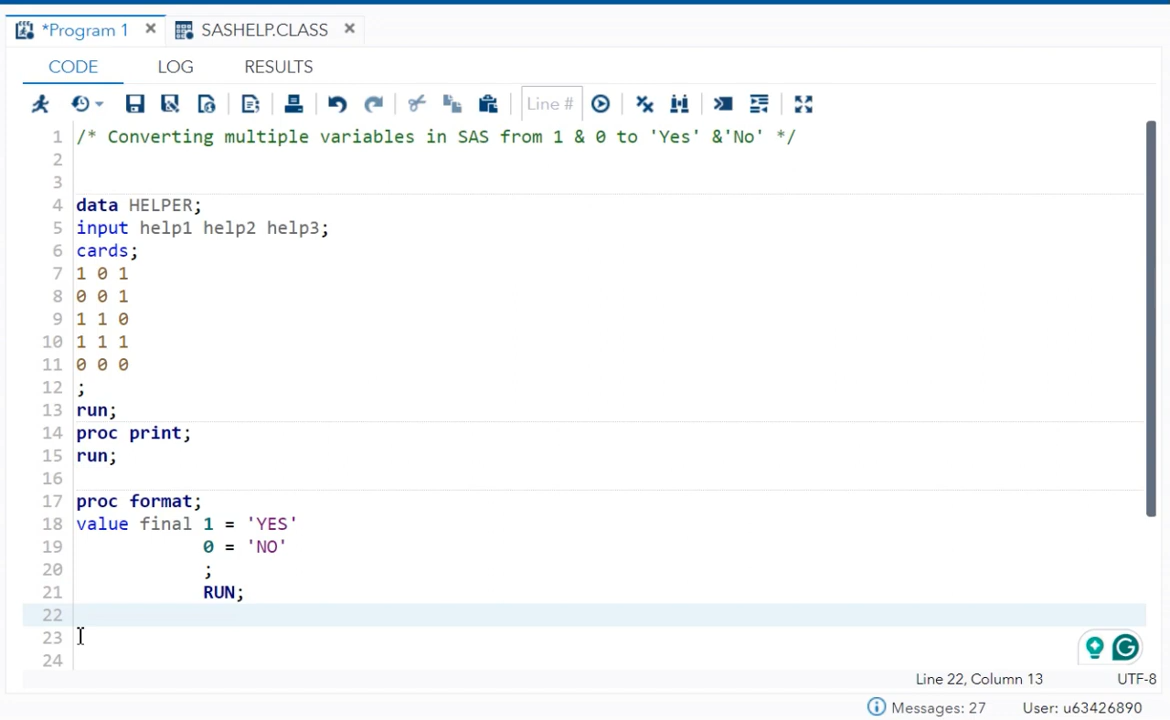 *Program 1 × SASHELP.CLASS ×
CODE LOG RESULTS
Line #
1 /* Converting multiple variables in SAS from 1 & 0 to 'Yes' &'No' */
2
3
4 data HELPER;
5 input help1 help2 help3;
6 cards;
7 1 0 1
8 0 0 1
9 1 1 0
10 1 1 1
11 0 0 0
12 ;
13 run;
14 proc print;
15 run;
16
17 proc format;
18 value final 1 = 'YES'
19 0 = 'NO'
20 ;
21 RUN;
22
23
24
Line 22, Column 13 UTF-8
Messages: 27 User: u63426890